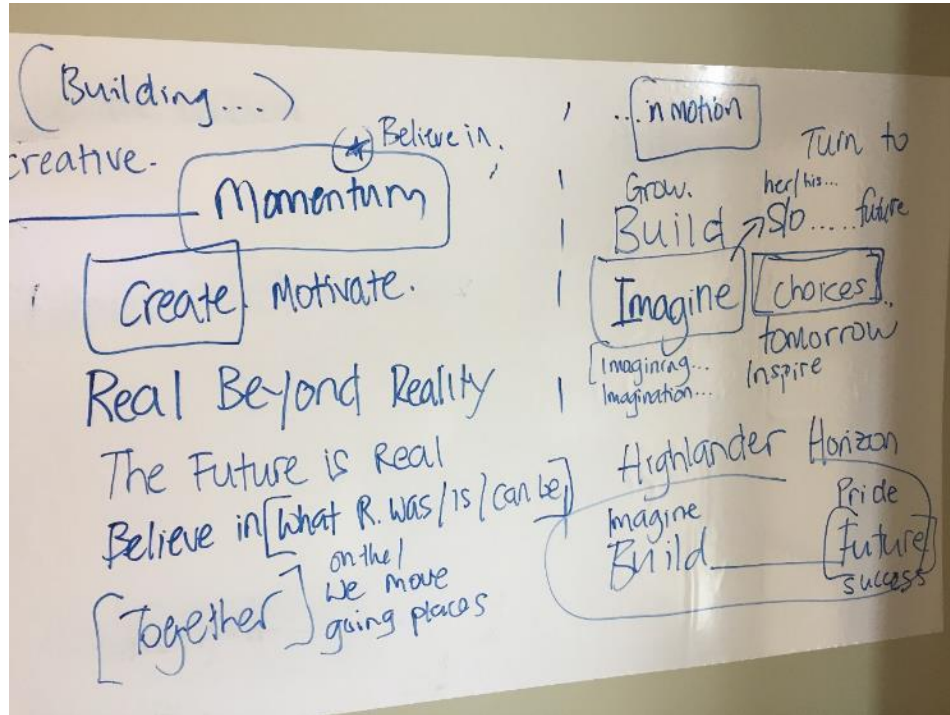 (Building...)
creative.
★ Believe in.
Momentum
Create. Motivate.
Real Beyond Reality
The Future is Real
Believe in [What R. was/is/can be]
[Together]
on the/
We move
going places
...in motion
Turn to
Grow.
her/his...
Build
S/o..... future
Imagine
[choices]...
tomorrow
[Imagining...
Inspire
Imagination...
Highlander Horizon
Pride
Imagine
Build______[Future]
success